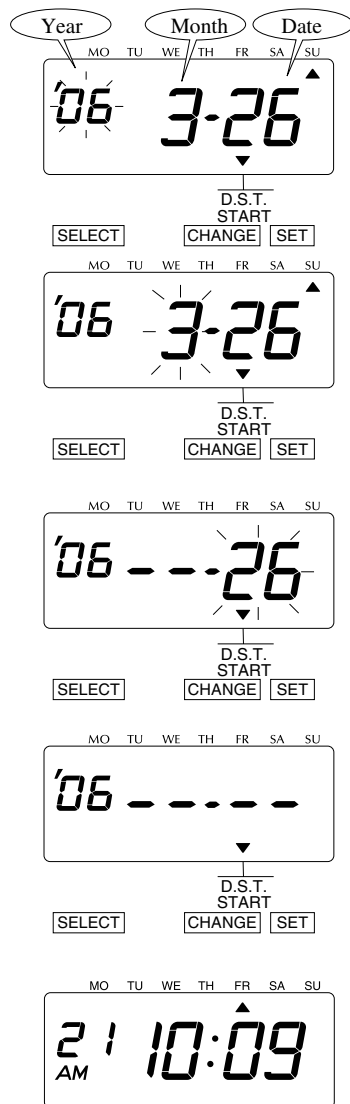 Year Month Date
MO TU WE TH FR SA SU
'06 3-26
D.S.T.
START
SELECT CHANGE SET
MO TU WE TH FR SA SU
'06 3-26
D.S.T.
START
SELECT CHANGE SET
MO TU WE TH FR SA SU
'06 -- - - 26
D.S.T.
START
SELECT CHANGE SET
MO TU WE TH FR SA SU
'06 -- - - - -
D.S.T.
START
SELECT CHANGE SET
MO TU WE TH FR SA SU
21 10:09
AM